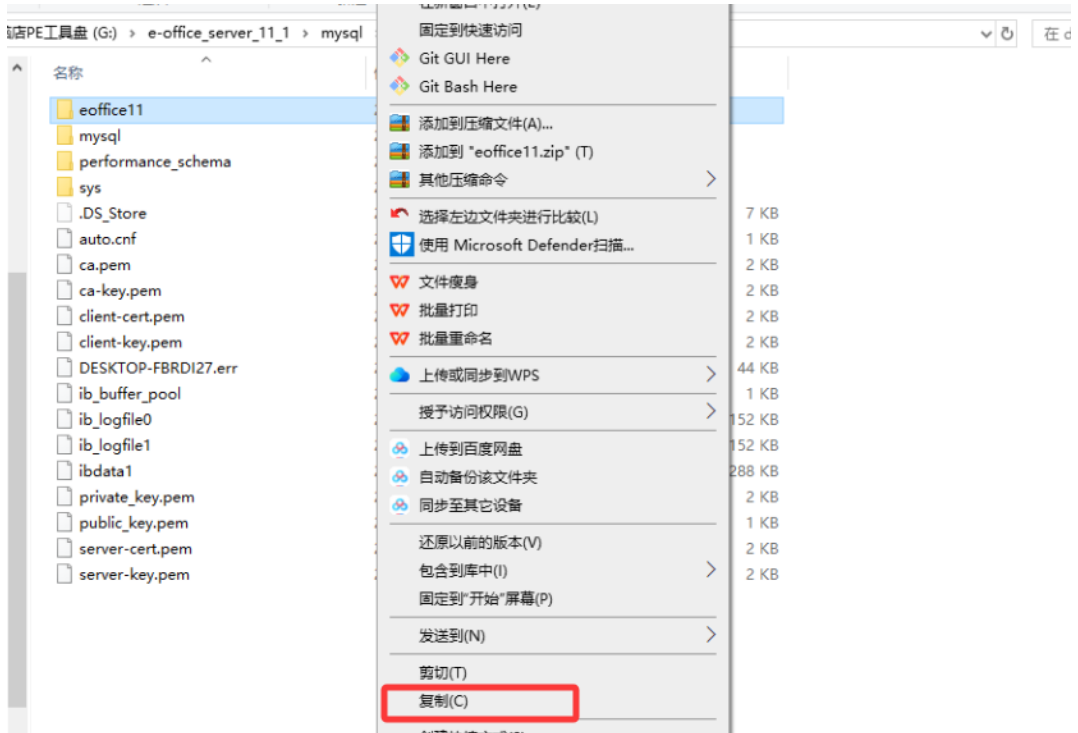 店PE工具盘 (G:) › e-office_server_11_1 › mysql
在 d
名称
eoffice11
mysql
performance_schema
sys
.DS_Store
7 KB
auto.cnf
1 KB
ca.pem
2 KB
ca-key.pem
2 KB
client-cert.pem
2 KB
client-key.pem
2 KB
DESKTOP-FBRDI27.err
44 KB
ib_buffer_pool
1 KB
ib_logfile0
152 KB
ib_logfile1
152 KB
ibdata1
288 KB
private_key.pem
2 KB
public_key.pem
1 KB
server-cert.pem
2 KB
server-key.pem
2 KB
在新窗口中打开(E)
固定到快速访问
Git GUI Here
Git Bash Here
添加到压缩文件(A)...
添加到 "eoffice11.zip" (T)
其他压缩命令
选择左边文件夹进行比较(L)
使用 Microsoft Defender扫描...
文件瘦身
批量打印
批量重命名
上传或同步到WPS
授予访问权限(G)
上传到百度网盘
自动备份该文件夹
同步至其它设备
还原以前的版本(V)
包含到库中(I)
固定到"开始"屏幕(P)
发送到(N)
剪切(T)
复制(C)